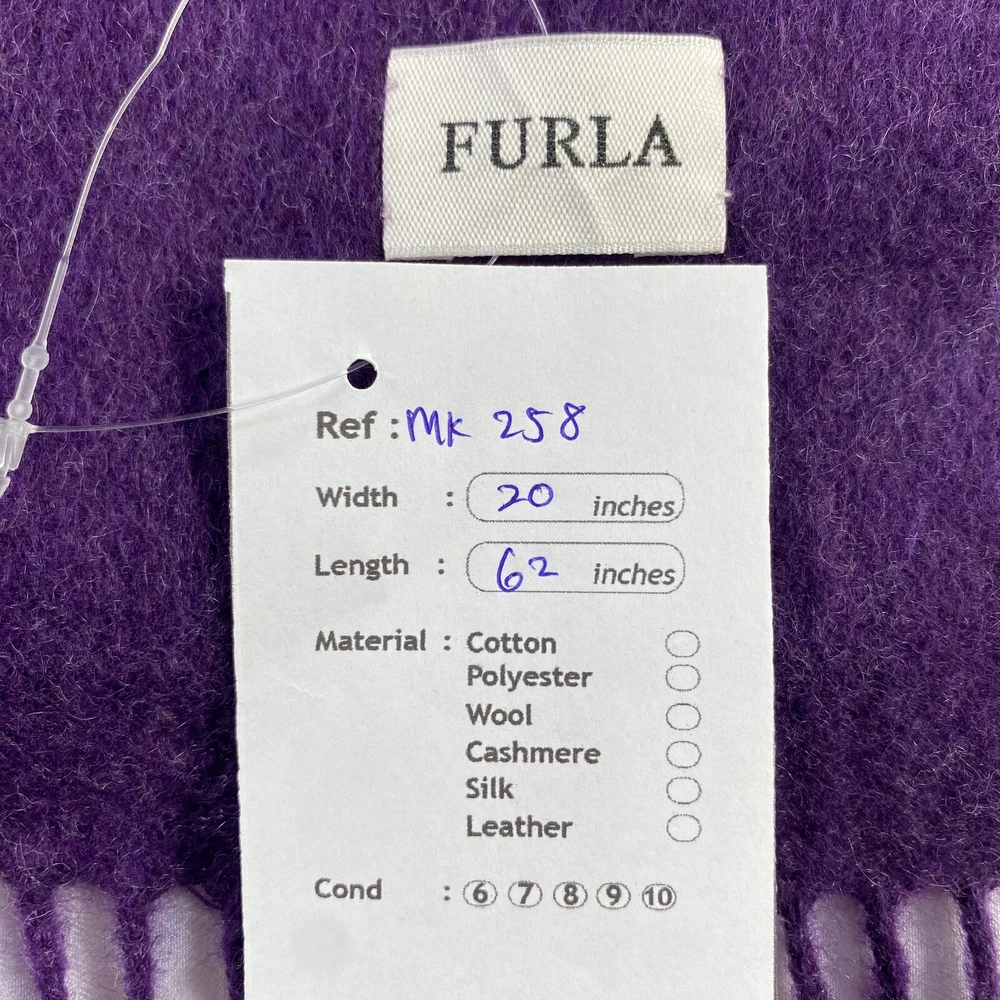 FURLA
Ref : MK 258
Width : 20 inches
Length : 62 inches
Material : Cotton
Polyester
Wool
Cashmere
Silk
Leather
Cond : 6 7 8 9 10